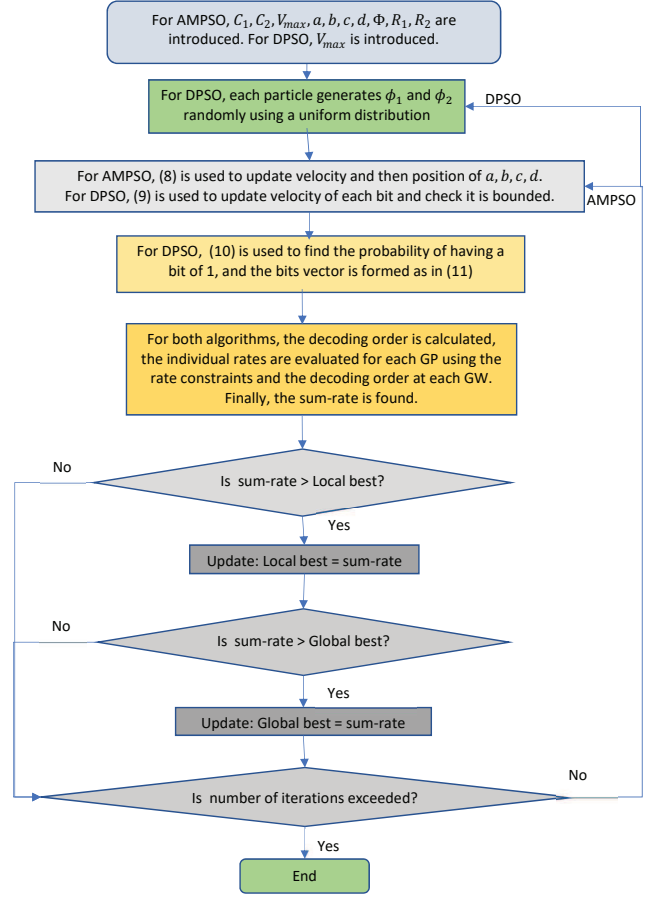 For AMPSO, C₁, C₂, Vₘₐₓ, a, b, c, d, Φ, R₁, R₂ are
introduced. For DPSO, Vₘₐₓ is introduced.
For DPSO, each particle generates ϕ₁ and ϕ₂
randomly using a uniform distribution
DPSO
For AMPSO, (8) is used to update velocity and then position of a, b, c, d.
For DPSO, (9) is used to update velocity of each bit and check it is bounded.
AMPSO
For DPSO, (10) is used to find the probability of having a
bit of 1, and the bits vector is formed as in (11)
For both algorithms, the decoding order is calculated,
the individual rates are evaluated for each GP using the
rate constraints and the decoding order at each GW.
Finally, the sum-rate is found.
No
Is sum-rate > Local best?
Yes
Update: Local best = sum-rate
No
Is sum-rate > Global best?
Yes
Update: Global best = sum-rate
No
Is number of iterations exceeded?
Yes
End